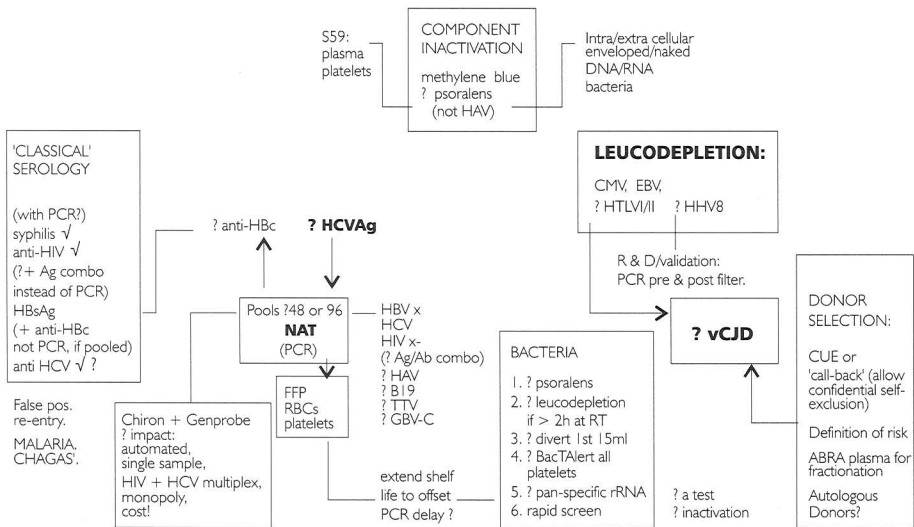 S59:
plasma
platelets
COMPONENT
INACTIVATION
methylene blue
? psoralens
(not HAV)
Intra/extra cellular
enveloped/naked
DNA/RNA
bacteria
'CLASSICAL'
SEROLOGY
(with PCR?)
syphilis √
anti-HIV √
(?+ Ag combo
instead of PCR)
HBsAg
(+ anti-HBc
not PCR, if pooled)
anti HCV √ ?
False pos.
re-entry.
MALARIA.
CHAGAS'.
? anti-HBc
? HCVAg
Pools ?48 or 96
NAT
(PCR)
FFP
RBCs
platelets
HBV x
HCV
HIV x-
(? Ag/Ab combo)
? HAV
? B19
? TTV
? GBV-C
Chiron + Genprobe
? impact:
automated,
single sample,
HIV + HCV multiplex,
monopoly,
cost!
extend shelf
life to offset
PCR delay ?
BACTERIA
1. ? psoralens
2. ? leucodepletion
if > 2h at RT
3. ? divert 1st 15ml
4. ? BacTAlert all
platelets
5. ? pan-specific rRNA
6. rapid screen
LEUCODEPLETION:
CMV, EBV,
? HTLVI/II ? HHV8
R & D/validation:
PCR pre & post filter.
? vCJD
? a test
? inactivation
DONOR
SELECTION:
CUE or
'call-back' (allow
confidential self-
exclusion)
Definition of risk
ABRA plasma for
fractionation
Autologous
Donors?